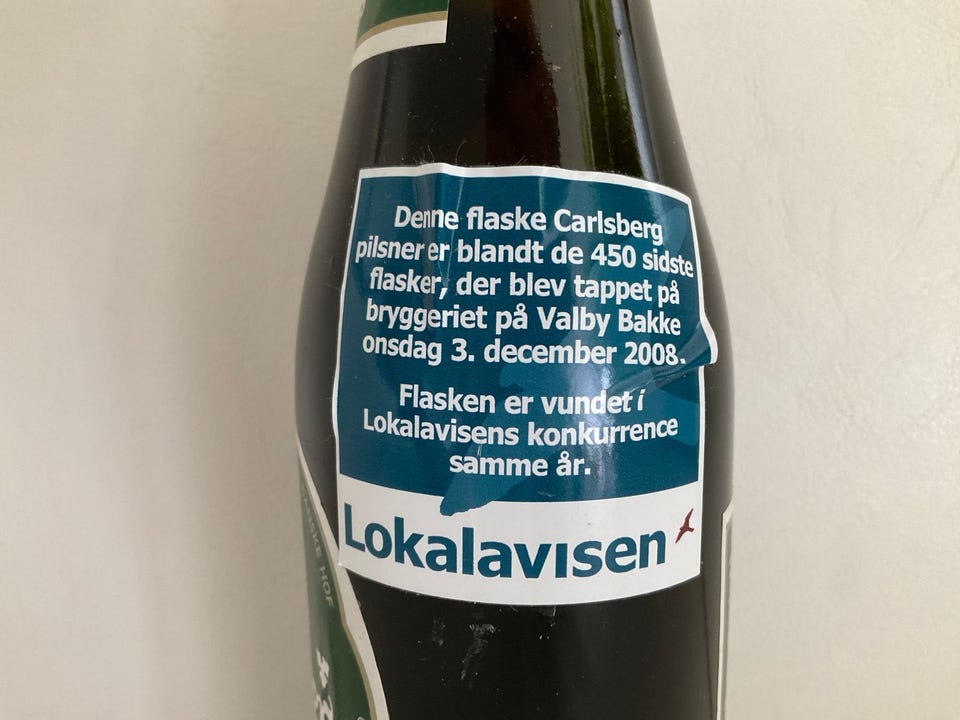 Denne flaske Carlsberg
pilsner er blandt de 450 sidste
flasker, der blev tappet på
bryggeriet på Valby Bakke
onsdag 3. december 2008.
Flasken er vundet i
Lokalavisens konkurrence
samme år.
Lokalavisen
HOF